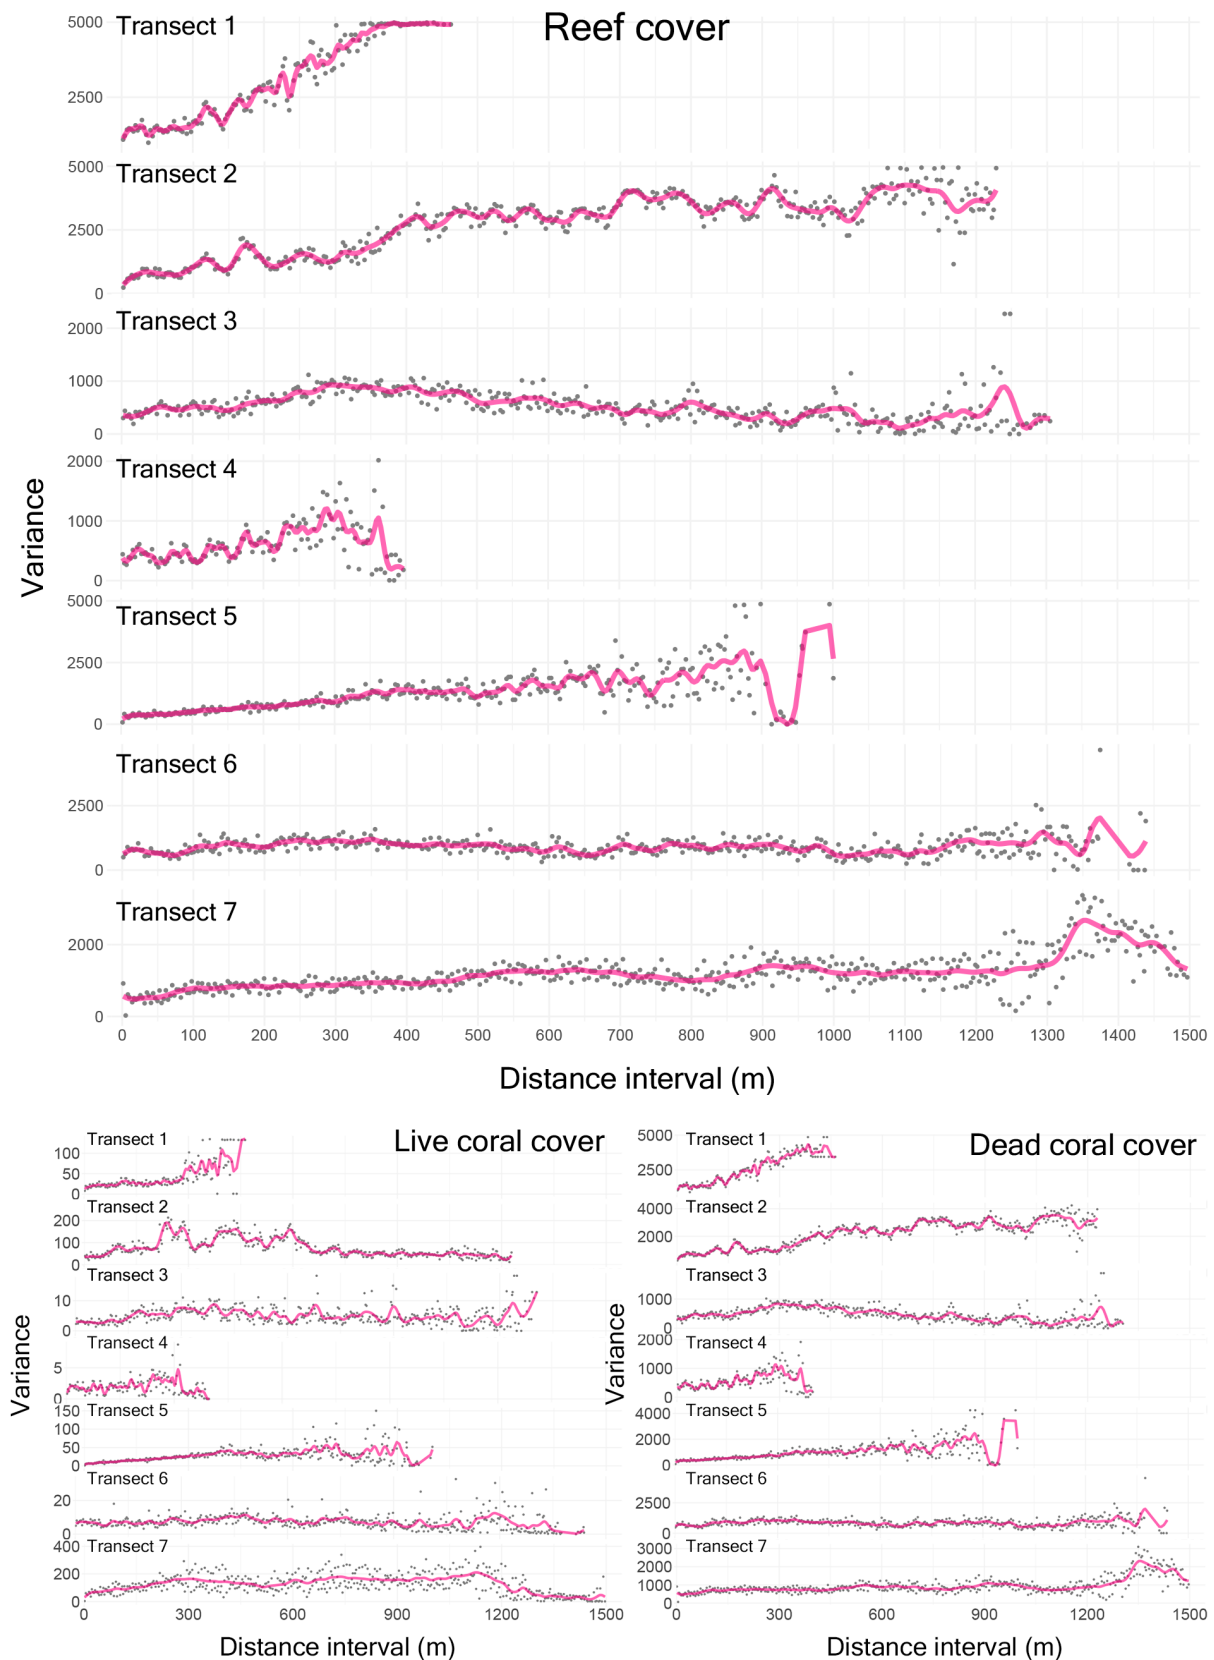 Reef cover
Transect 1
5000
2500
Transect 2
5000
2500
0
Transect 3
2000
1000
0
Transect 4
2000
1000
0
Variance
Transect 5
5000
2500
0
Transect 6
2500
0
Transect 7
2000
0
0 100 200 300 400 500 600 700 800 900 1000 1100 1200 1300 1400 1500
Distance interval (m)
Live coral cover
Transect 1
100
50
0
Transect 2
200
100
0
Transect 3
10
0
Transect 4
5
0
Variance
Transect 5
150
100
50
0
Transect 6
20
0
Transect 7
400
200
0
0 300 600 900 1200 1500
Distance interval (m)
Dead coral cover
Transect 1
5000
2500
Transect 2
4000
2000
Transect 3
1000
0
Transect 4
2000
1000
0
Variance
Transect 5
4000
2000
0
Transect 6
2500
0
Transect 7
3000
2000
1000
0
0 300 600 900 1200 1500
Distance interval (m)